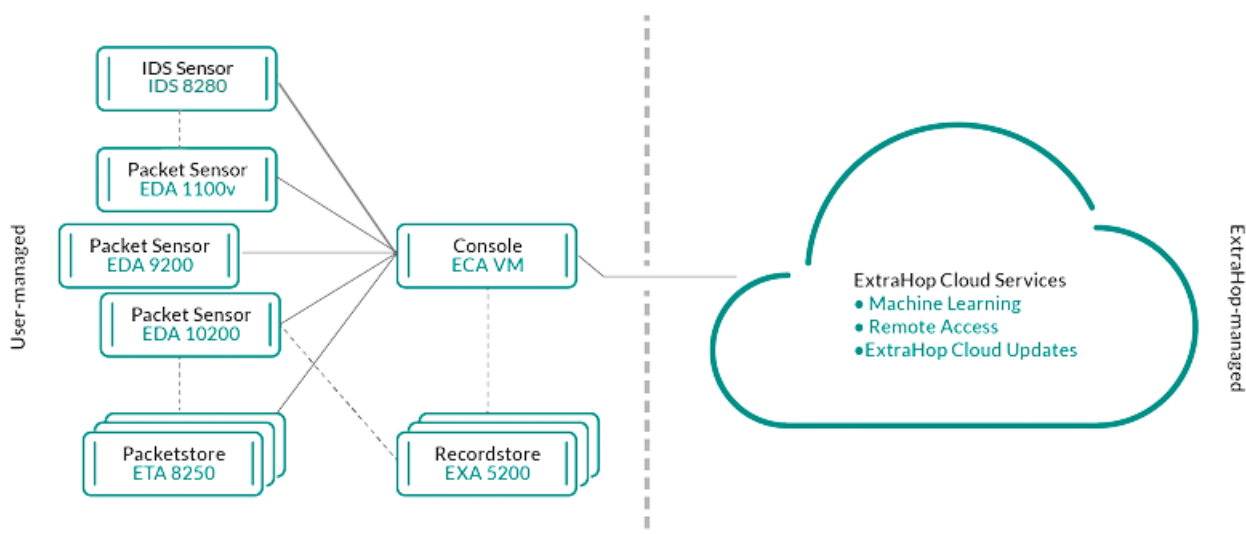 User-managed
IDS Sensor
IDS 8280
Packet Sensor
EDA 1100v
Packet Sensor
EDA 9200
Packet Sensor
EDA 10200
Packetstore
ETA 8250
Console
ECA VM
Recordstore
EXA 5200
ExtraHop Cloud Services
● Machine Learning
● Remote Access
●ExtraHop Cloud Updates
ExtraHop-managed